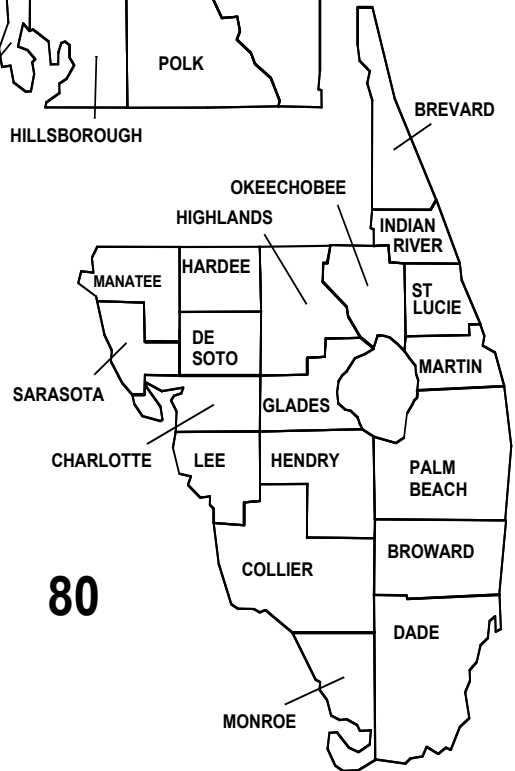 POLK
HILLSBOROUGH
BREVARD
OKEECHOBEE
HIGHLANDS
INDIAN
RIVER
HARDEE
MANATEE
ST
LUCIE
DE
SOTO
MARTIN
SARASOTA
GLADES
CHARLOTTE
LEE
HENDRY
PALM
BEACH
BROWARD
COLLIER
80
DADE
MONROE